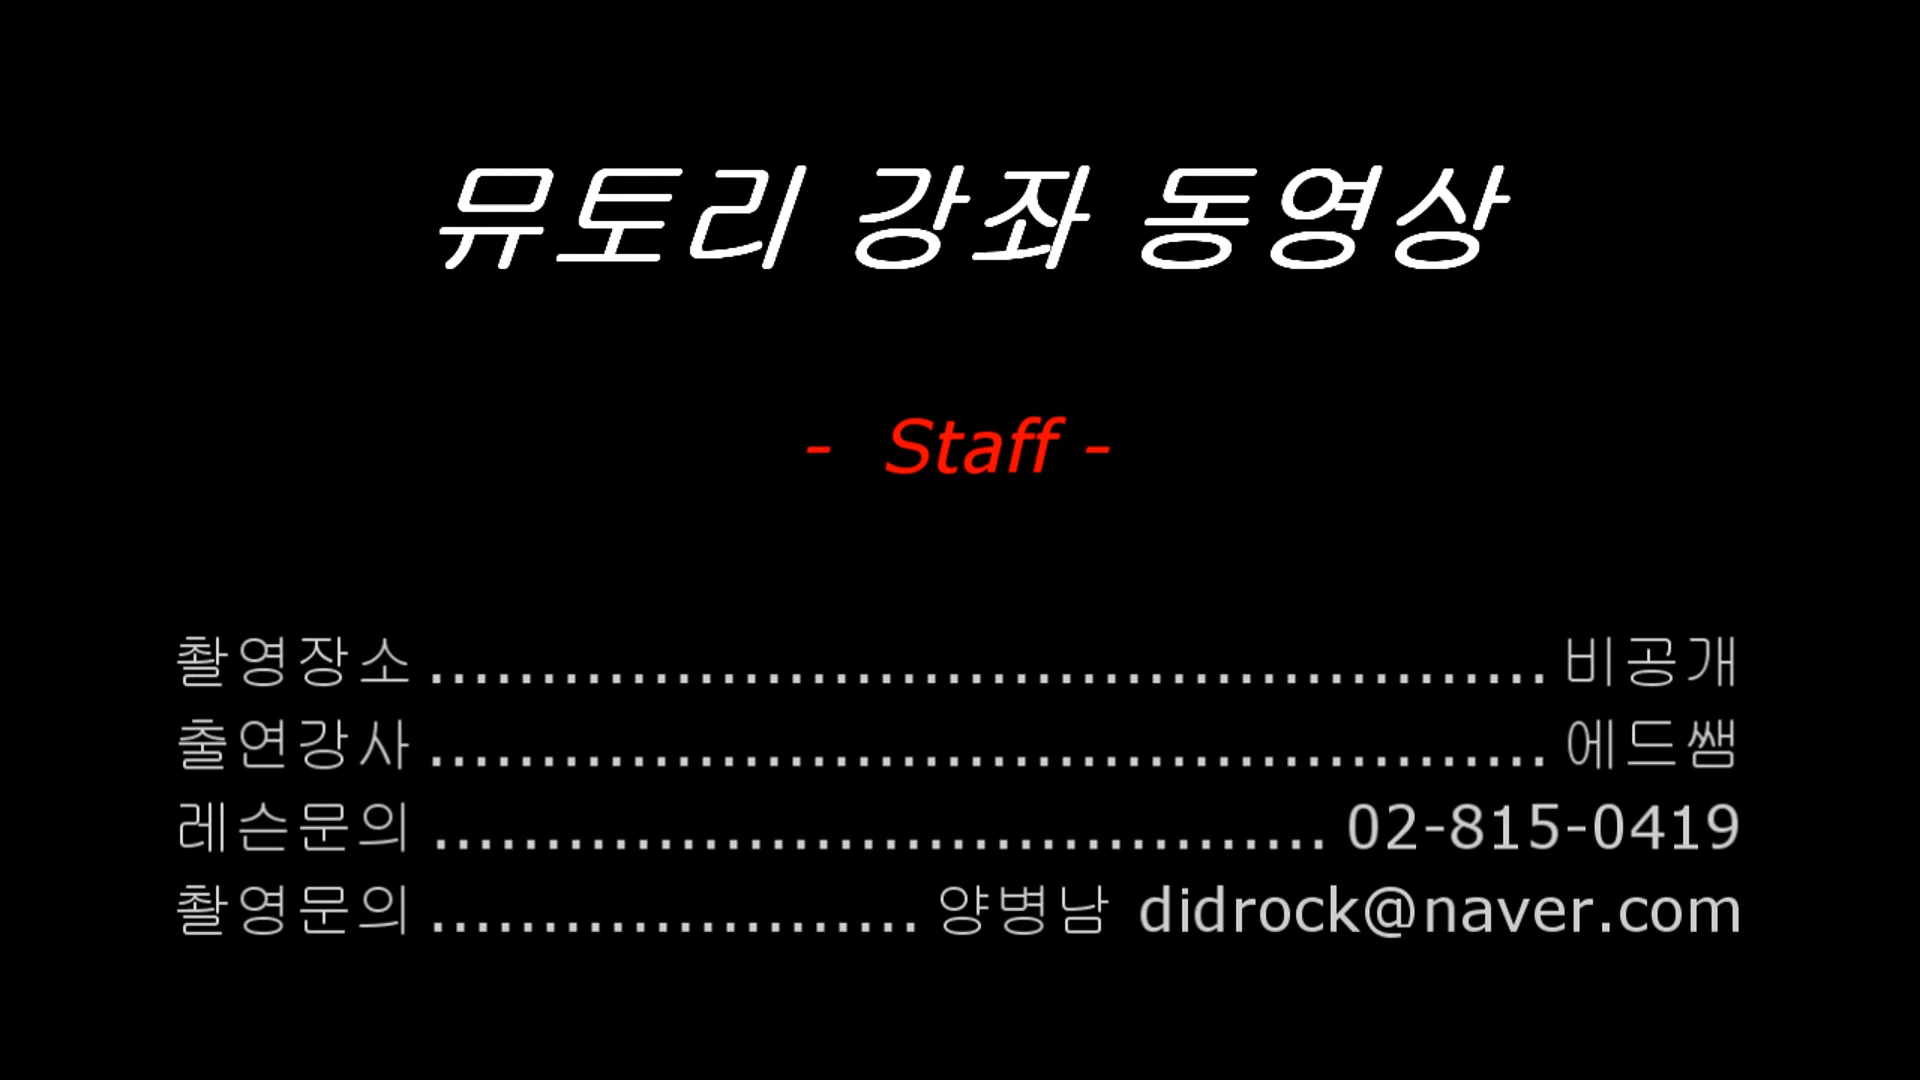 뮤토리 강좌 동영상
- Staff -
촬영장소 .................................................. 비공개
출연강사 .................................................. 에드쌤
레슨문의 ........................................ 02-815-0419
촬영문의 ...................... 양병남 didrock@naver.com